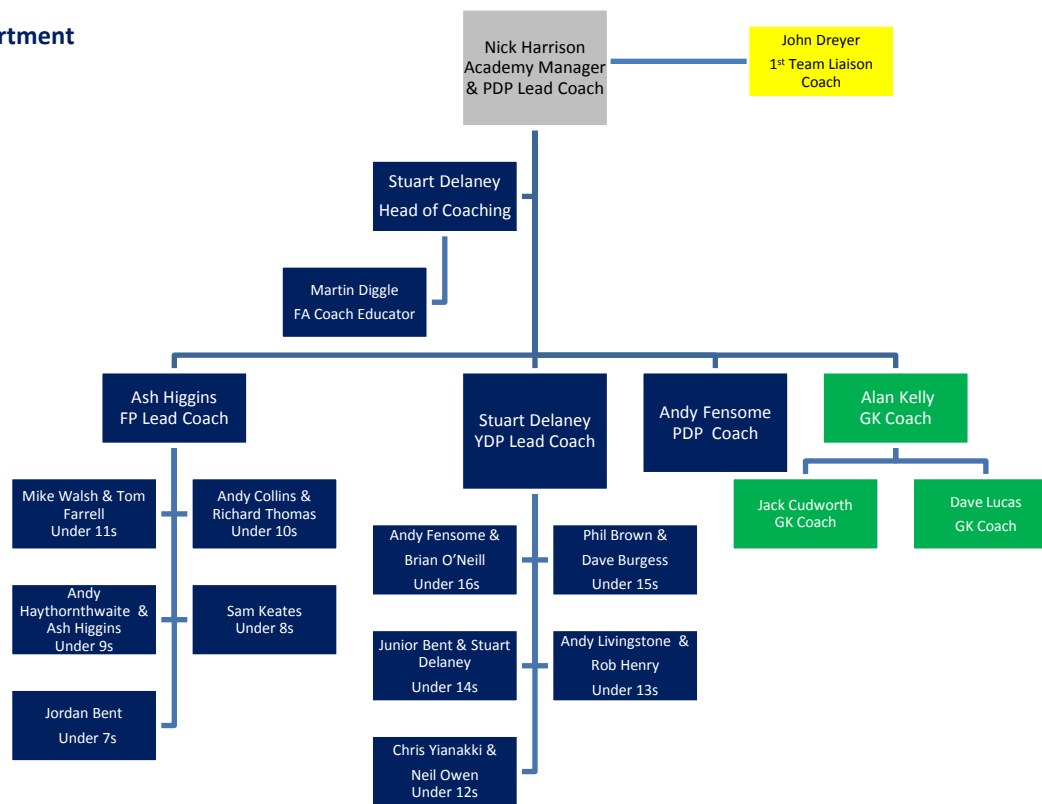 rtment
Nick Harrison
Academy Manager
& PDP Lead Coach
John Dreyer
1st Team Liaison
Coach
Stuart Delaney
Head of Coaching
Martin Diggle
FA Coach Educator
Ash Higgins
FP Lead Coach
Stuart Delaney
YDP Lead Coach
Andy Fensome
PDP Coach
Alan Kelly
GK Coach
Mike Walsh & Tom
Farrell
Under 11s
Andy Collins &
Richard Thomas
Under 10s
Andy
Haythornthwaite &
Ash Higgins
Under 9s
Sam Keates
Under 8s
Jordan Bent
Under 7s
Andy Fensome &
Brian O’Neill
Under 16s
Phil Brown &
Dave Burgess
Under 15s
Junior Bent & Stuart
Delaney
Under 14s
Andy Livingstone &
Rob Henry
Under 13s
Chris Yianakki &
Neil Owen
Under 12s
Jack Cudworth
GK Coach
Dave Lucas
GK Coach